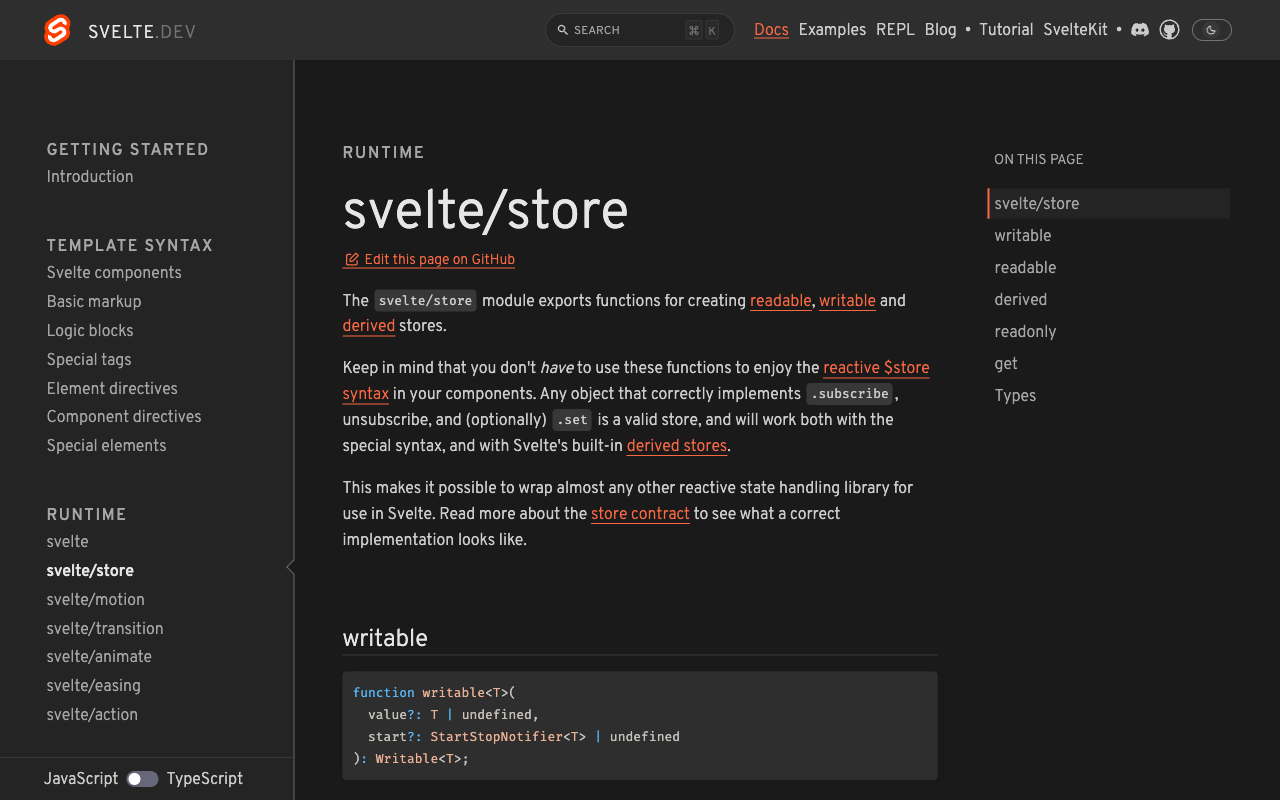 SVELTE.DEV
SEARCH ⌘ K
Docs Examples REPL Blog • Tutorial SvelteKit •
GETTING STARTED
Introduction
TEMPLATE SYNTAX
Svelte components
Basic markup
Logic blocks
Special tags
Element directives
Component directives
Special elements
RUNTIME
svelte
svelte/store
svelte/motion
svelte/transition
svelte/animate
svelte/easing
svelte/action
JavaScript TypeScript
RUNTIME
svelte/store
Edit this page on GitHub
The svelte/store module exports functions for creating readable, writable and
derived stores.
Keep in mind that you don't have to use these functions to enjoy the reactive $store
syntax in your components. Any object that correctly implements .subscribe,
unsubscribe, and (optionally) .set is a valid store, and will work both with the
special syntax, and with Svelte's built-in derived stores.
This makes it possible to wrap almost any other reactive state handling library for
use in Svelte. Read more about the store contract to see what a correct
implementation looks like.
writable
function writable<T>(
  value?: T | undefined,
  start?: StartStopNotifier<T> | undefined
): Writable<T>;
ON THIS PAGE
svelte/store
writable
readable
derived
readonly
get
Types